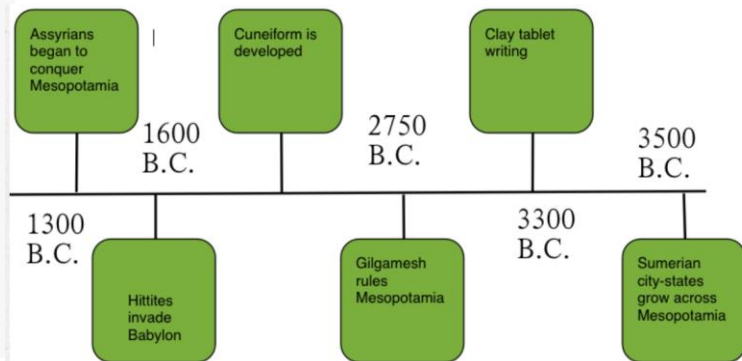 Assyrians
began to
conquer
Mesopotamia
Cuneiform is
developed
Clay tablet
writing
1600
B.C.
2750
B.C.
3500
B.C.
1300
B.C.
3300
B.C.
Hittites
invade
Babylon
Gilgamesh
rules
Mesopotamia
Sumerian
city-states
grow across
Mesopotamia